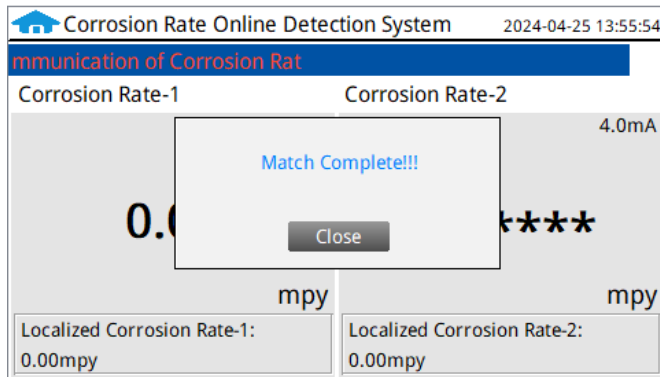 Corrosion Rate Online Detection System 2024-04-25 13:55:54
mmunication of Corrosion Rat
Corrosion Rate-1 Corrosion Rate-2
4.0mA
Match Complete!!!
0.0 ****
Close
mpy mpy
Localized Corrosion Rate-1: Localized Corrosion Rate-2:
0.00mpy 0.00mpy